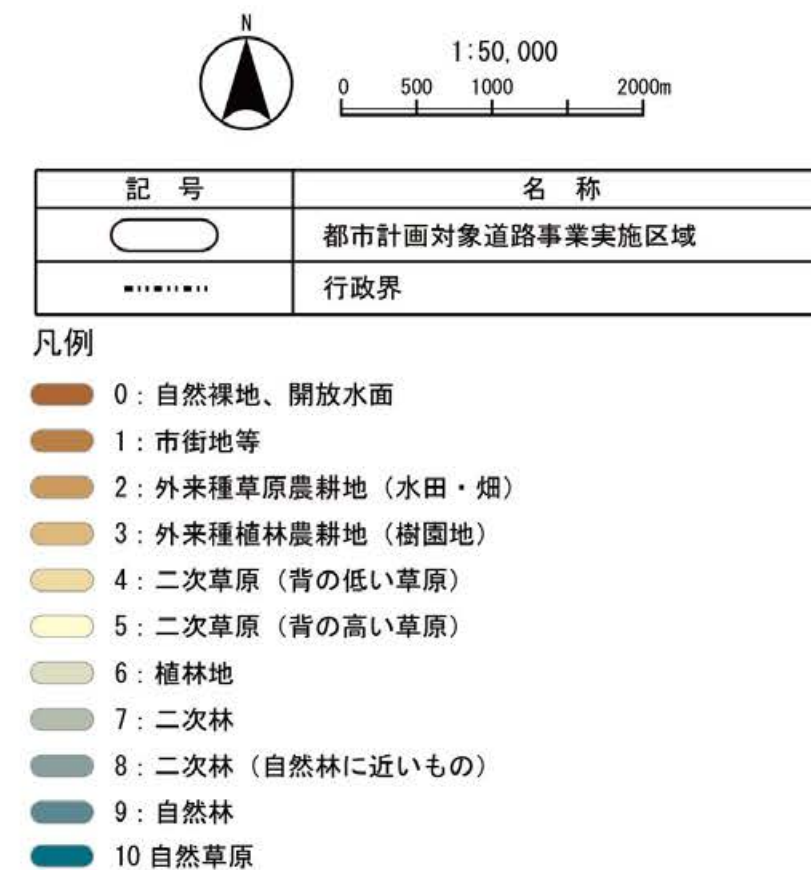 N
1:50,000
0 500 1000 2000m
記 号 名 称
都市計画対象道路事業実施区域
行政界
凡例
0：自然裸地、開放水面
1：市街地等
2：外来種草原農耕地（水田・畑）
3：外来種植林農耕地（樹園地）
4：二次草原（背の低い草原）
5：二次草原（背の高い草原）
6：植林地
7：二次林
8：二次林（自然林に近いもの）
9：自然林
10 自然草原